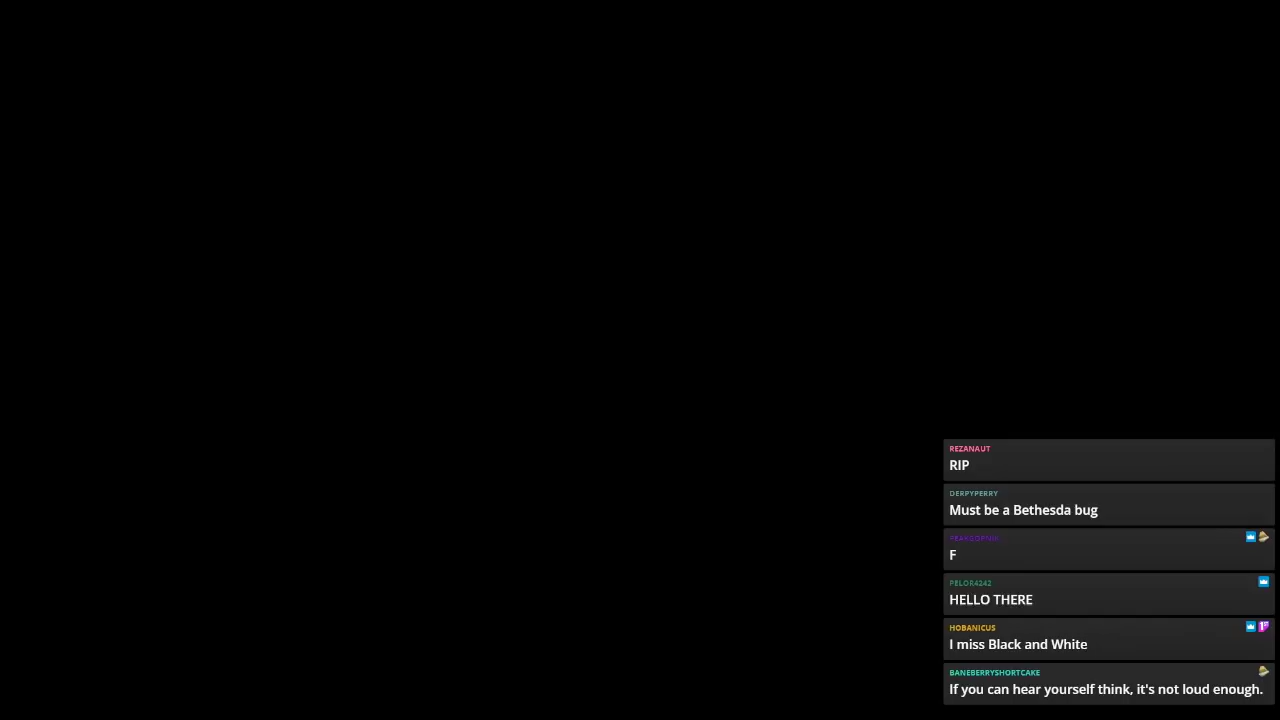 REZANAUT
RIP
DERPYPERRY
Must be a Bethesda bug
F
PELOR4242
HELLO THERE
HOBANICUS
I miss Black and White
BANEBERRYSHORTCAKE
If you can hear yourself think, it's not loud enough.